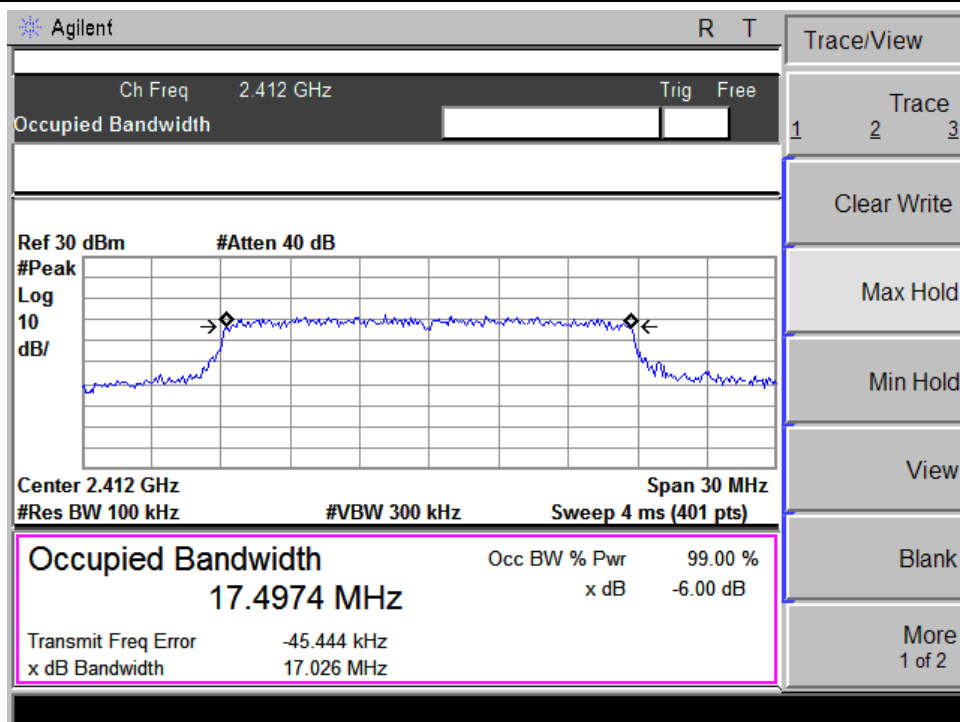 Agilent R T
Trace/View
Ch Freq 2.412 GHz Trig Free
Occupied Bandwidth
Trace
1 2 3
Clear Write
Max Hold
Min Hold
View
Blank
More
1 of 2
Ref 30 dBm #Atten 40 dB
#Peak
Log
10
dB/
Center 2.412 GHz Span 30 MHz
#Res BW 100 kHz #VBW 300 kHz Sweep 4 ms (401 pts)
Occupied Bandwidth
17.4974 MHz
Occ BW % Pwr 99.00 %
x dB -6.00 dB
Transmit Freq Error -45.444 kHz
x dB Bandwidth 17.026 MHz